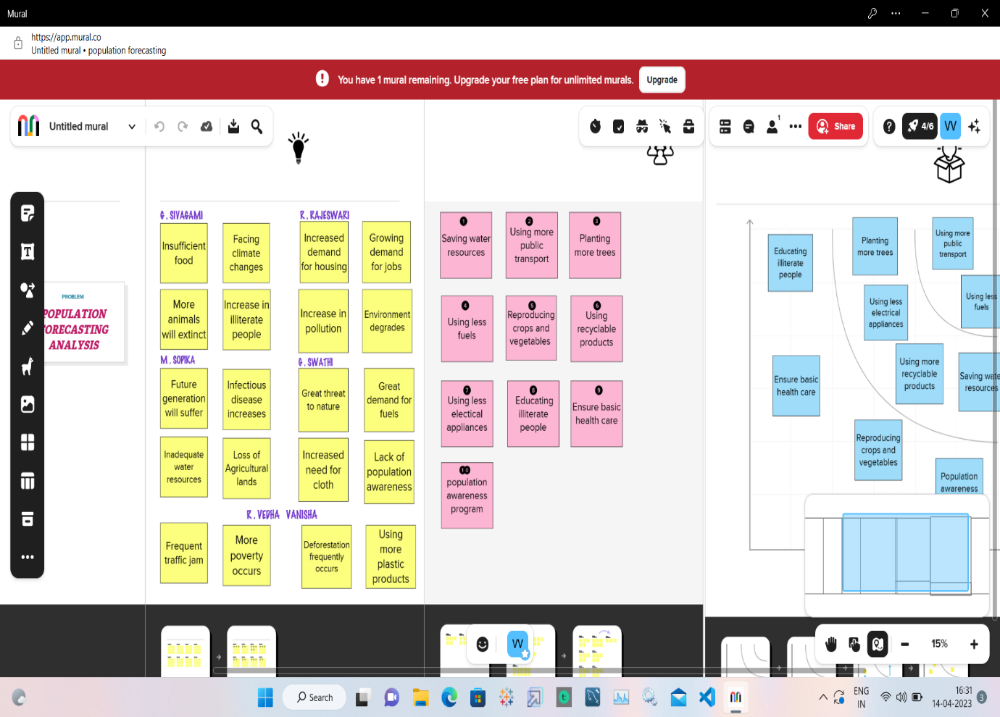 Mural
https://app.mural.co
Untitled mural • population forecasting
You have 1 mural remaining. Upgrade your free plan for unlimited murals.
Upgrade
Untitled mural
1
Share
4/6
VV
PROBLEM
POPULATION
FORECASTING
ANALYSIS
G. SIVAGAMI
Insufficient
food
Facing
climate
changes
More
animals
will extinct
Increase in
illiterate
people
R. RAJESWARI
Increased
demand
for housing
Growing
demand
for jobs
Increase in
pollution
Environment
degrades
M. SOPIKA
Future
generation
will suffer
Infectious
disease
increases
Inadequate
water
resources
Loss of
Agricultural
lands
G. SWATHI
Great threat
to nature
Great
demand for
fuels
Increased
need for
cloth
Lack of
population
awareness
R. VEDHA VANISHA
Frequent
traffic jam
More
poverty
occurs
Deforestation
frequently
occurs
Using
more
plastic
products
1
Saving water
resources
2
Using more
public
transport
3
Planting
more trees
4
Using less
fuels
5
Reproducing
crops and
vegetables
6
Using
recyclable
products
7
Using less
electical
appliances
8
Educating
illiterate
people
9
Ensure basic
health care
10
population
awareness
program
Educating
illiterate
people
Planting
more trees
Using more
public
transport
Using less
fuels
Using less
electrical
appliances
Using more
recyclable
products
Ensure basic
health care
Saving wate
resources
Reproducing
crops and
vegetables
Population
awareness
VV
15%
Search
ENG
IN
16:31
14-04-2023
3